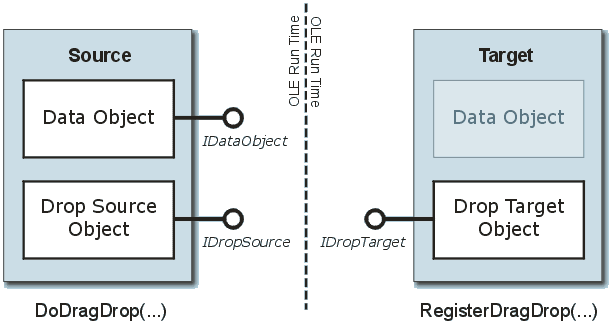 Source
Data Object
IDataObject
Drop Source
Object
IDropSource
DoDragDrop(...)
OLE Run Time
OLE Run Time
Target
Data Object
IDropTarget
Drop Target
Object
RegisterDragDrop(...)